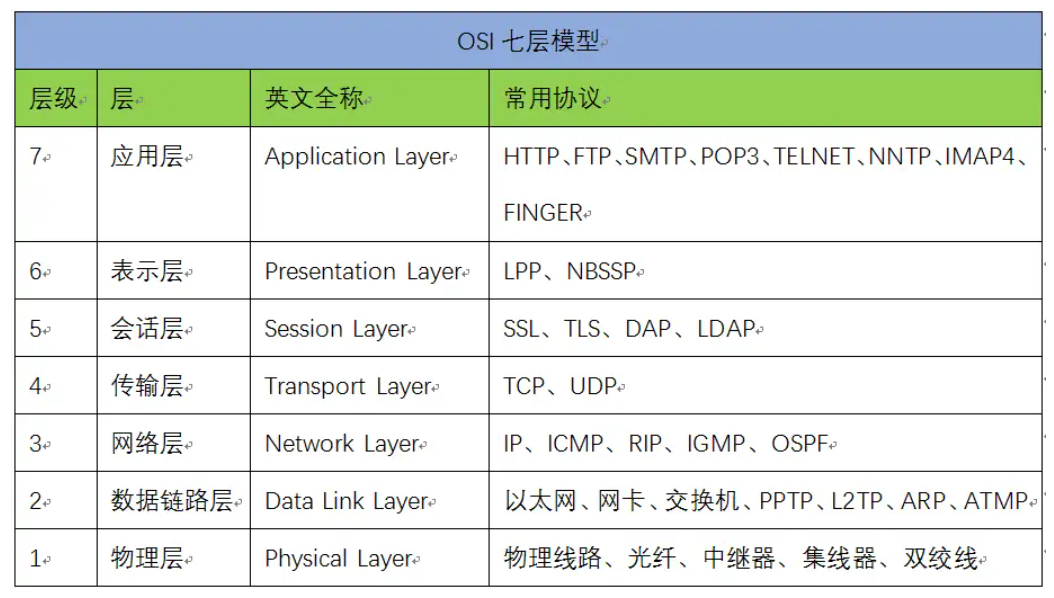 OSI 七层模型
层级 层 英文全称 常用协议
7 应用层 Application Layer HTTP、FTP、SMTP、POP3、TELNET、NNTP、IMAP4、
FINGER
6 表示层 Presentation Layer LPP、NBSSP
5 会话层 Session Layer SSL、TLS、DAP、LDAP
4 传输层 Transport Layer TCP、UDP
3 网络层 Network Layer IP、ICMP、RIP、IGMP、OSPF
2 数据链路层 Data Link Layer 以太网、网卡、交换机、PPTP、L2TP、ARP、ATMP
1 物理层 Physical Layer 物理线路、光纤、中继器、集线器、双绞线